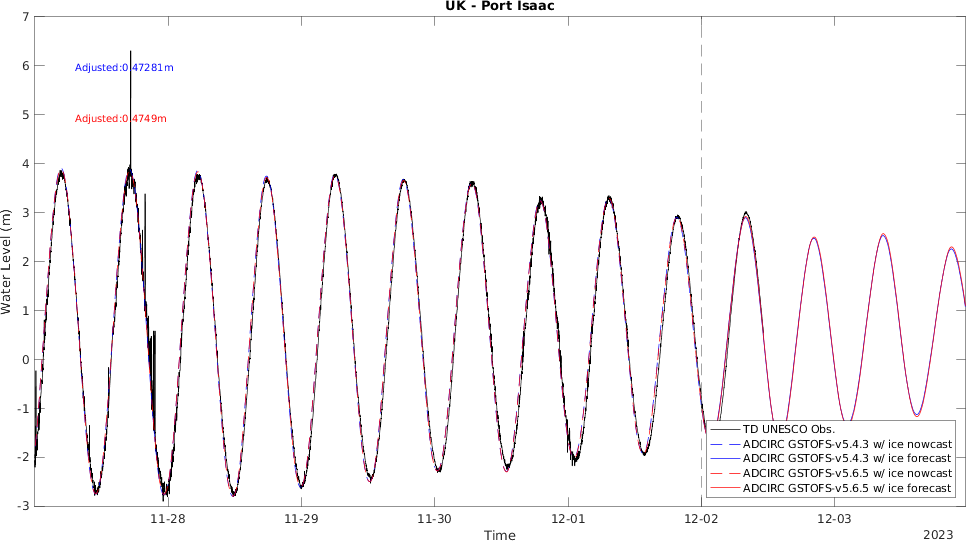 UK - Port Isaac
7
6
5
4
3
2
1
0
-1
-2
-3
Water Level (m)
Adjusted:0.47281m
Adjusted:0.4749m
TD UNESCO Obs.
ADCIRC GSTOFS-v5.4.3 w/ ice nowcast
ADCIRC GSTOFS-v5.4.3 w/ ice forecast
ADCIRC GSTOFS-v5.6.5 w/ ice nowcast
ADCIRC GSTOFS-v5.6.5 w/ ice forecast
11-28 11-29 11-30 12-01 12-02 12-03
Time
2023